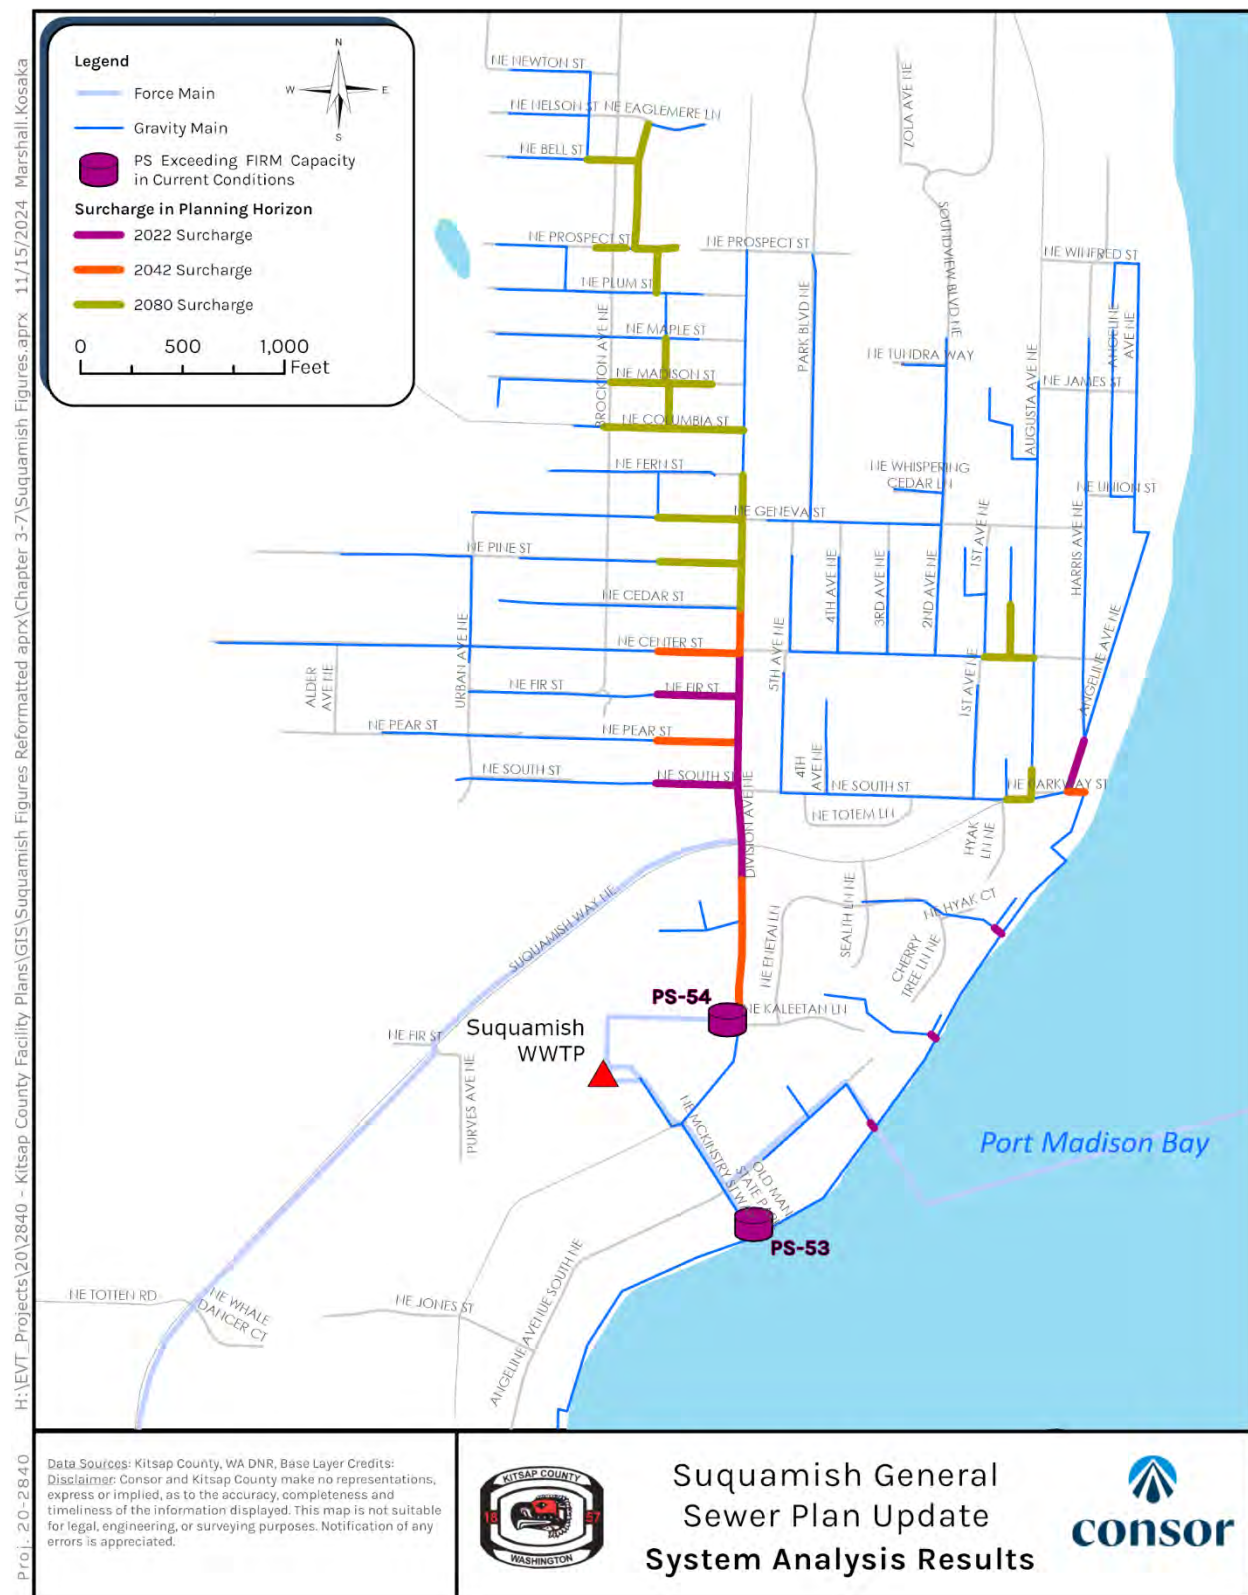 Legend
Force Main
Gravity Main
PS Exceeding FIRM Capacity
in Current Conditions
Surcharge in Planning Horizon
2022 Surcharge
2042 Surcharge
2080 Surcharge
0 500 1,000
Feet
N
W E
S
NE NEWTON ST
NE NELSON ST NE EAGLEMERE LN
NE BELL ST
ZOLA AVE NE
SOUNDVIEW BLVD NE
NE PROSPECT ST
NE PROSPECT ST
NE WINFRED ST
NE PLUM ST
BROCKTON AVE NE
PARK BLVD NE
ANGELINE
AVE NE
NE MAPLE ST
NE TUNDRA WAY
AUGUSTA AVE NE
NE MADISON ST
NE JAMES ST
NE COLUMBIA ST
NE FERN ST
NE WHISPERING
CEDAR LN
NE UNION ST
NE GENEVA ST
HARRIS AVE NE
NE PINE ST
4TH AVE NE
3RD AVE NE
2ND AVE NE
1ST AVE NE
NE CEDAR ST
URBAN AVE NE
NE CENTER ST
5TH AVE NE
1ST AVE NE
ANGELINE AVE NE
ALDER
AVE NE
NE FIR ST
NE FIR ST
NE PEAR ST
NE PEAR ST
4TH
AVE NE
NE SOUTH ST
NE SOUTH ST
NE SOUTH ST
NE PARKWAY ST
DIVISION AVE NE
NE TOTEM LN
HYAK
LN NE
SUQUAMISH WAY NE
NE ENETAI LN
SEALTH LN NE
NE HYAK CT
CHERRY
TREE LN NE
PS-54
NE KALEETAN LN
Suquamish
WWTP
NE FIR ST
PURVES AVE NE
NE MCKINSTRY ST
OLD MAN
Port Madison Bay
PS-53
NE TOTTEN RD
NE WHALE
DANCER CT
NE JONES ST
ANGELINE AVENUE SOUTH NE
H:\EVT_Projects\20\2840 - Kitsap County Facility Plans\GIS\Suquamish Figures Reformatted aprx\Chapter 3-7\Suquamish Figures.aprx 11/15/2024 Marshall.Kosaka
Proj. 20-2840
Data Sources: Kitsap County, WA DNR, Base Layer Credits:
Disclaimer: Consor and Kitsap County make no representations,
express or implied, as to the accuracy, completeness and
timeliness of the information displayed. This map is not suitable
for legal, engineering, or surveying purposes. Notification of any
errors is appreciated.
KITSAP COUNTY
18 57
WASHINGTON
Suquamish General
Sewer Plan Update
System Analysis Results
consor